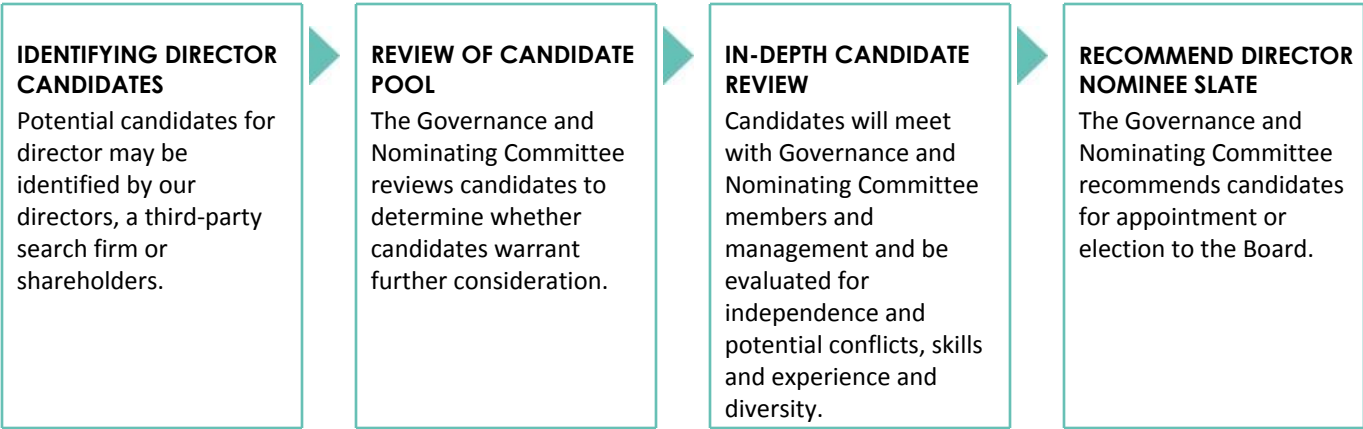 IDENTIFYING DIRECTOR
CANDIDATES
Potential candidates for
director may be
identified by our
directors, a third-party
search firm or
shareholders.
REVIEW OF CANDIDATE
POOL
The Governance and
Nominating Committee
reviews candidates to
determine whether
candidates warrant
further consideration.
IN-DEPTH CANDIDATE
REVIEW
Candidates will meet
with Governance and
Nominating Committee
members and
management and be
evaluated for
independence and
potential conflicts, skills
and experience and
diversity.
RECOMMEND DIRECTOR
NOMINEE SLATE
The Governance and
Nominating Committee
recommends candidates
for appointment or
election to the Board.